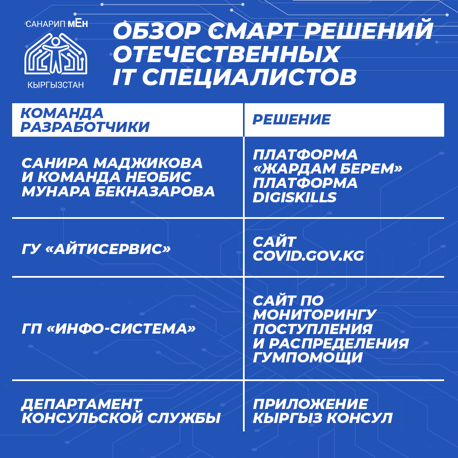 САНАРИП МЕН
КЫРГЫЗСТАН
ОБЗОР СМАРТ РЕШЕНИЙ
ОТЕЧЕСТВЕННЫХ
IT СПЕЦИАЛИСТОВ
КОМАНДА
РАЗРАБОТЧИКИ
РЕШЕНИЕ
САНИРА МАДЖИКОВА
И КОМАНДА НЕОБИС
МУНАРА БЕКНАЗАРОВА
ПЛАТФОРМА
«ЖАРДАМ БЕРЕМ»
ПЛАТФОРМА
DIGISKILLS
ГУ «АЙТИСЕРВИС»
САЙТ
COVID.GOV.KG
ГП «ИНФО-СИСТЕМА»
САЙТ ПО
МОНИТОРИНГУ
ПОСТУПЛЕНИЯ
И РАСПРЕДЕЛЕНИЯ
ГУМПОМОЩИ
ДЕПАРТАМЕНТ
КОНСУЛЬСКОЙ СЛУЖБЫ
ПРИЛОЖЕНИЕ
КЫРГЫЗ КОНСУЛ